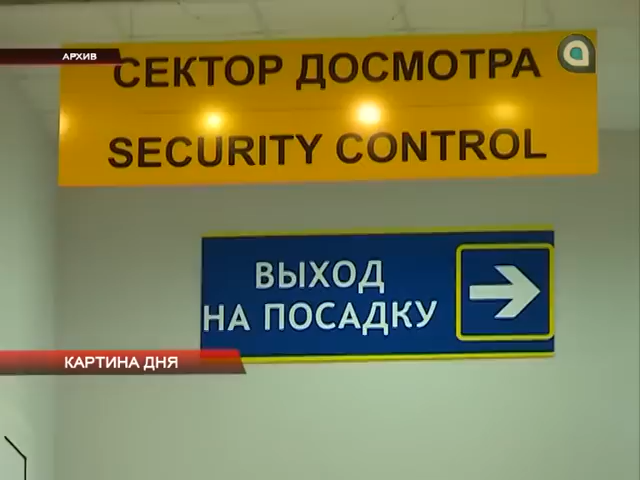 АРХИВ
СЕКТОР ДОСМОТРА
SECURITY CONTROL
ВЫХОД
НА ПОСАДКУ
КАРТИНА ДНЯ